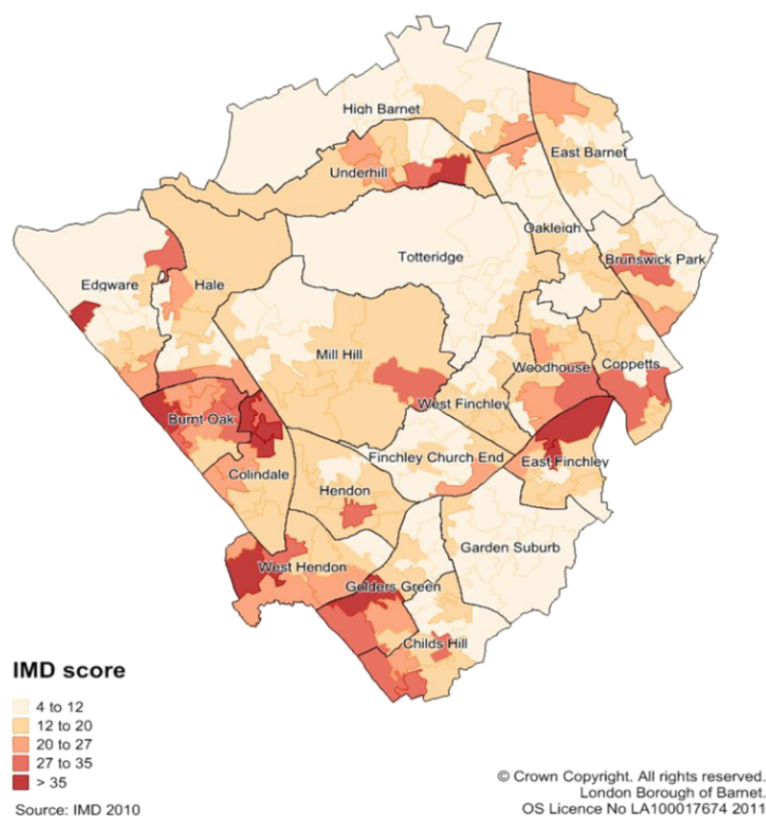 High Barnet
East Barnet
Underhill
Oakleigh
Totteridge
Brunswick Park
Edgware
Hale
Mill Hill
Woodhouse
Coppetts
West Finchley
Burnt Oak
Finchley Church End
East Finchley
Colindale
Hendon
Garden Suburb
West Hendon
Golders Green
Childs Hill
IMD score
4 to 12
12 to 20
20 to 27
27 to 35
> 35
Source: IMD 2010
© Crown Copyright. All rights reserved.
London Borough of Barnet.
OS Licence No LA100017674 2011